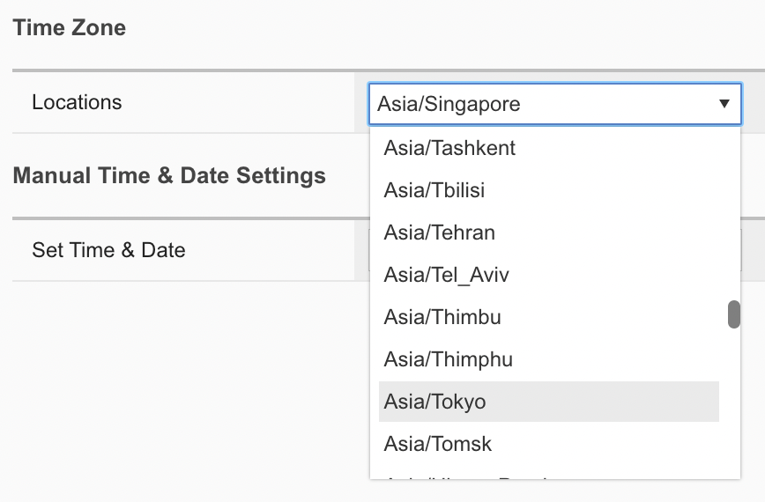 Time Zone
Locations
Asia/Singapore
Asia/Tashkent
Asia/Tbilisi
Manual Time & Date Settings
Asia/Tehran
Set Time & Date
Asia/Tel_Aviv
Asia/Thimbu
Asia/Thimphu
Asia/Tokyo
Asia/Tomsk